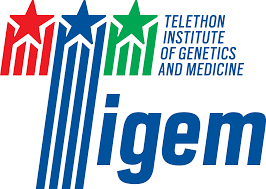 TELETHON
INSTITUTE
OF GENETICS
AND MEDICINE
Tigem